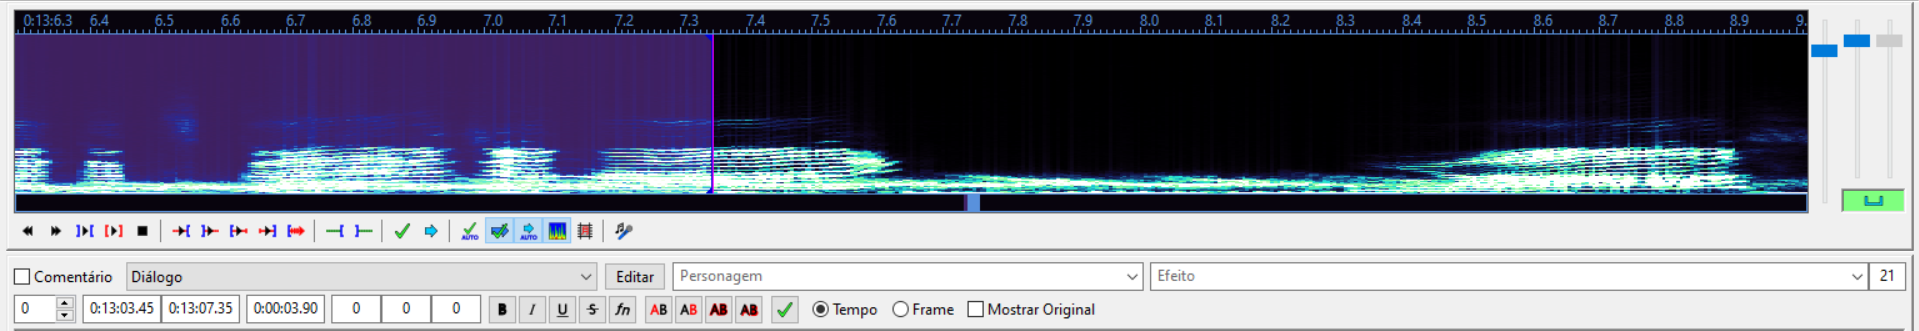 0:13:6.3 6.4 6.5 6.6 6.7 6.8 6.9 7.0 7.1 7.2 7.3 7.4 7.5 7.6 7.7 7.8 7.9 8.0 8.1 8.2 8.3 8.4 8.5 8.6 8.7 8.8 8.9 9.
AUTO AUTO
Comentário Diálogo Editar Personagem Efeito 21
0 0:13:03.45 0:13:07.35 0:00:03.90 0 0 0 B I U S fn AB AB AB AB Tempo Frame Mostrar Original